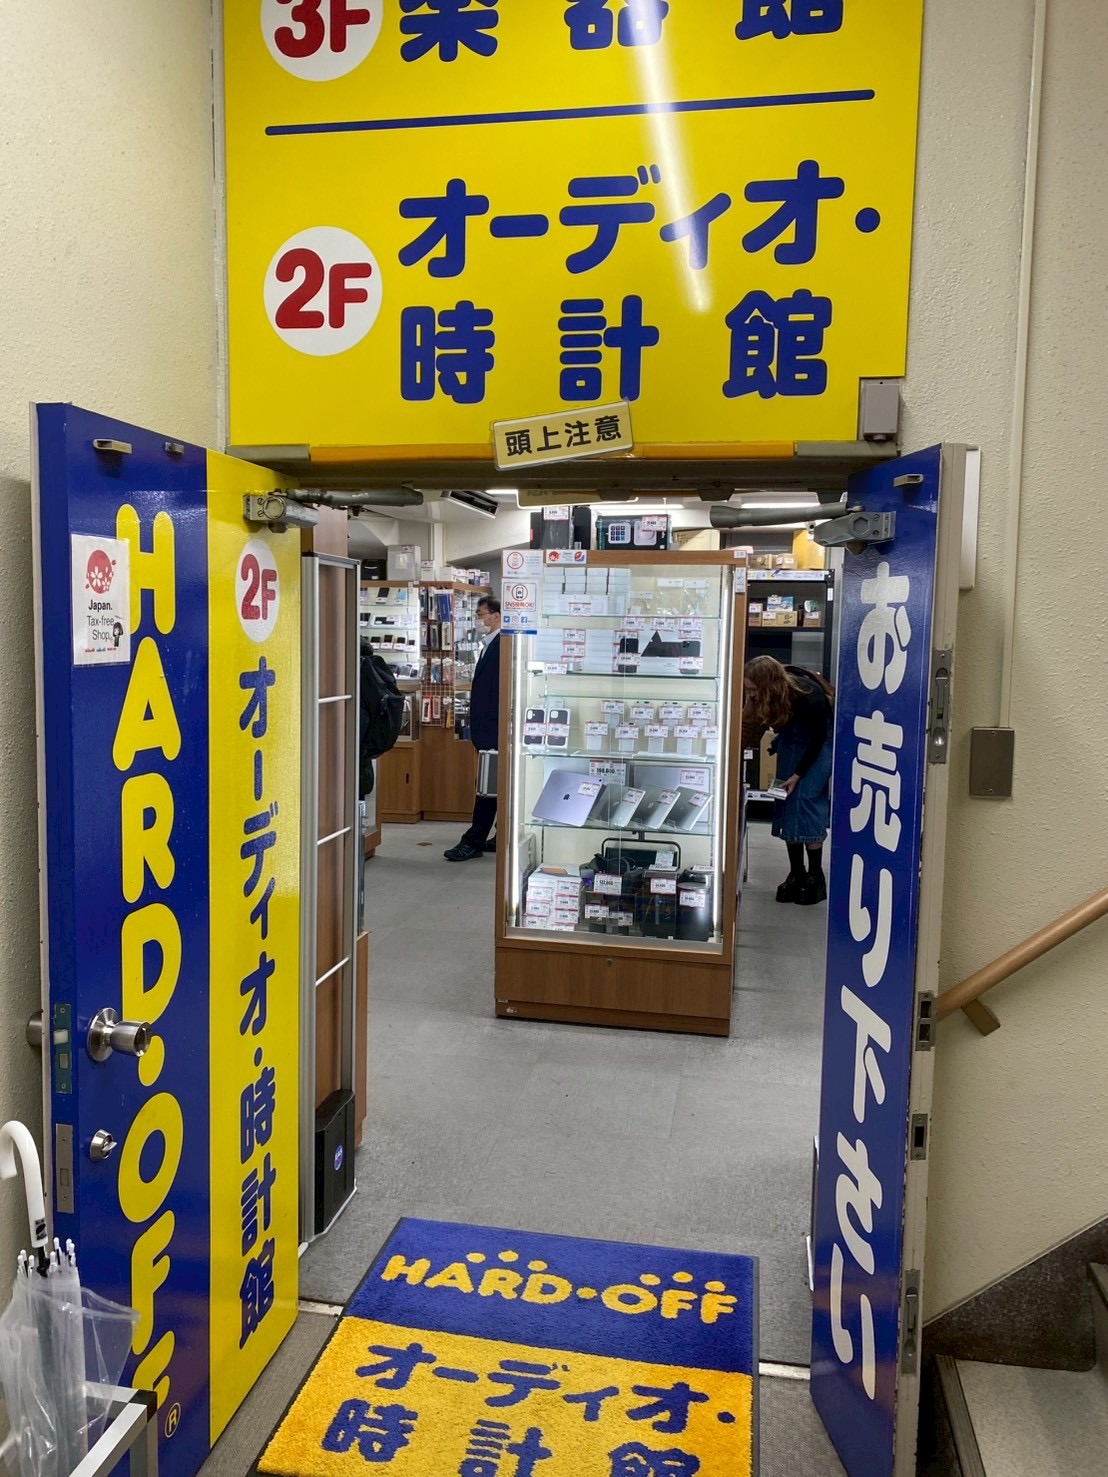 3F 楽器館
2F オーディオ・
時計館
頭上注意
HARD・OFF®
Japan.
Tax-free
Shop
2F オーディオ・時計館
お売り下さい
HARD・OFF
オーディオ・
時計館